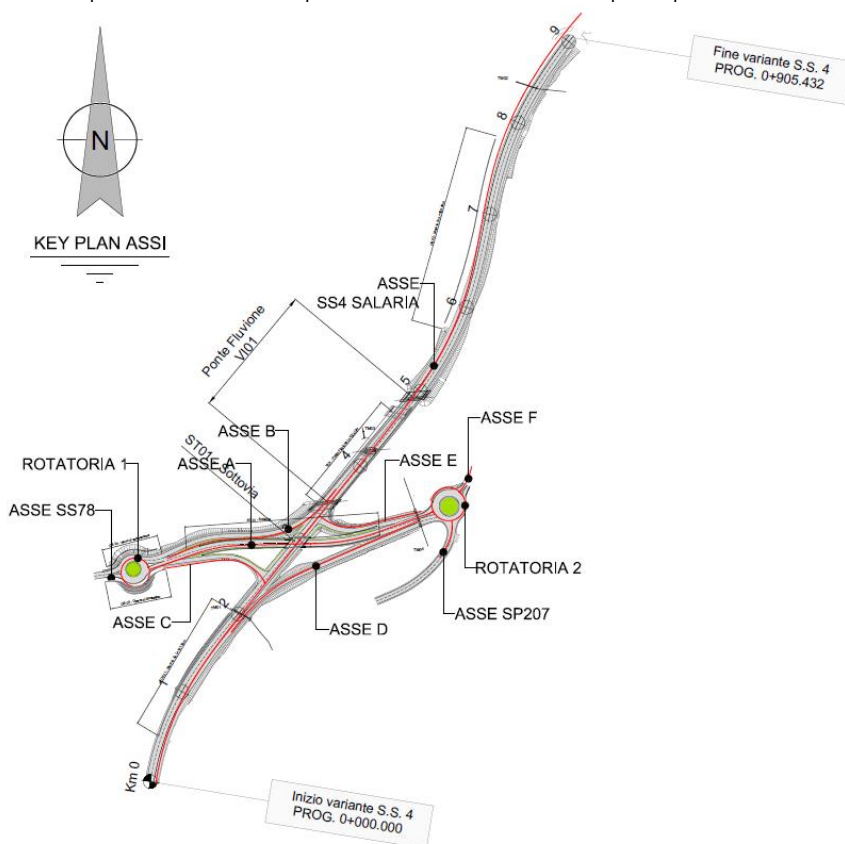 9
Fine variante S.S. 4
PROG. 0+905.432
8
N
KEY PLAN ASSI
7
ASSE
SS4 SALARIA
6
Ponte Fluvione
VI01
5
ASSE B
ASSE F
ST01 - Sottovia
4
ROTATORIA 1
ASSE A
ASSE E
ASSE SS78
ROTATORIA 2
ASSE C
2
ASSE D
ASSE SP207
1
Km 0
Inizio variante S.S. 4
PROG. 0+000.000